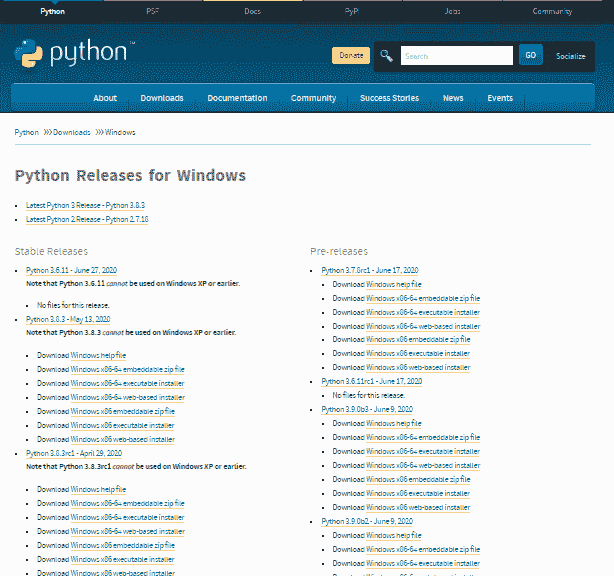 Python
PSF
Docs
PyPI
Jobs
Community
python™
Donate
Search
GO
Socialize
About
Downloads
Documentation
Community
Success Stories
News
Events
Python >>> Downloads >>> Windows
Python Releases for Windows
Latest Python 3 Release - Python 3.8.3
Latest Python 2 Release - Python 2.7.18
Stable Releases
Python 3.6.11 - June 27, 2020
Note that Python 3.6.11 cannot be used on Windows XP or earlier.
No files for this release.
Python 3.8.3 - May 13, 2020
Note that Python 3.8.3 cannot be used on Windows XP or earlier.
Download Windows help file
Download Windows x86-64 embeddable zip file
Download Windows x86-64 executable installer
Download Windows x86-64 web-based installer
Download Windows x86 embeddable zip file
Download Windows x86 executable installer
Download Windows x86 web-based installer
Python 3.8.3rc1 - April 29, 2020
Note that Python 3.8.3rc1 cannot be used on Windows XP or earlier.
Download Windows help file
Download Windows x86-64 embeddable zip file
Download Windows x86-64 executable installer
Download Windows x86-64 web-based installer
Download Windows x86 embeddable zip file
Download Windows x86 executable installer
Download Windows x86 web-based installer
Pre-releases
Python 3.7.8rc1 - June 17, 2020
Download Windows help file
Download Windows x86-64 embeddable zip file
Download Windows x86-64 executable installer
Download Windows x86-64 web-based installer
Download Windows x86 embeddable zip file
Download Windows x86 executable installer
Download Windows x86 web-based installer
Python 3.6.11rc1 - June 17, 2020
No files for this release.
Python 3.9.0b3 - June 9, 2020
Download Windows help file
Download Windows x86-64 embeddable zip file
Download Windows x86-64 executable installer
Download Windows x86-64 web-based installer
Download Windows x86 embeddable zip file
Download Windows x86 executable installer
Download Windows x86 web-based installer
Python 3.9.0b2 - June 9, 2020
Download Windows help file
Download Windows x86-64 embeddable zip file
Download Windows x86-64 executable installer